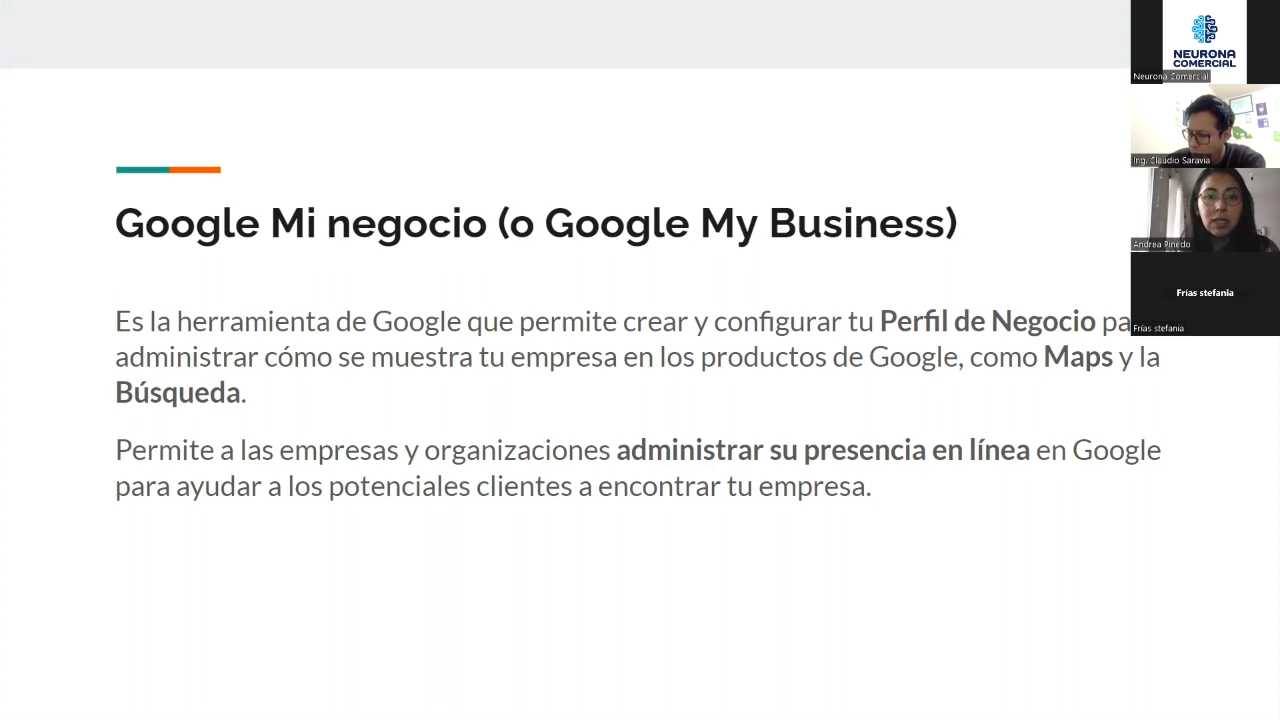 NEURONA
COMERCIAL
Neurona Comercial
Ing. Claudio Saravia
Andrea Pinedo
Frías stefania
Frías stefania
Google Mi negocio (o Google My Business)
Es la herramienta de Google que permite crear y configurar tu Perfil de Negocio pa
administrar cómo se muestra tu empresa en los productos de Google, como Maps y la
Búsqueda.
Permite a las empresas y organizaciones administrar su presencia en línea en Google
para ayudar a los potenciales clientes a encontrar tu empresa.